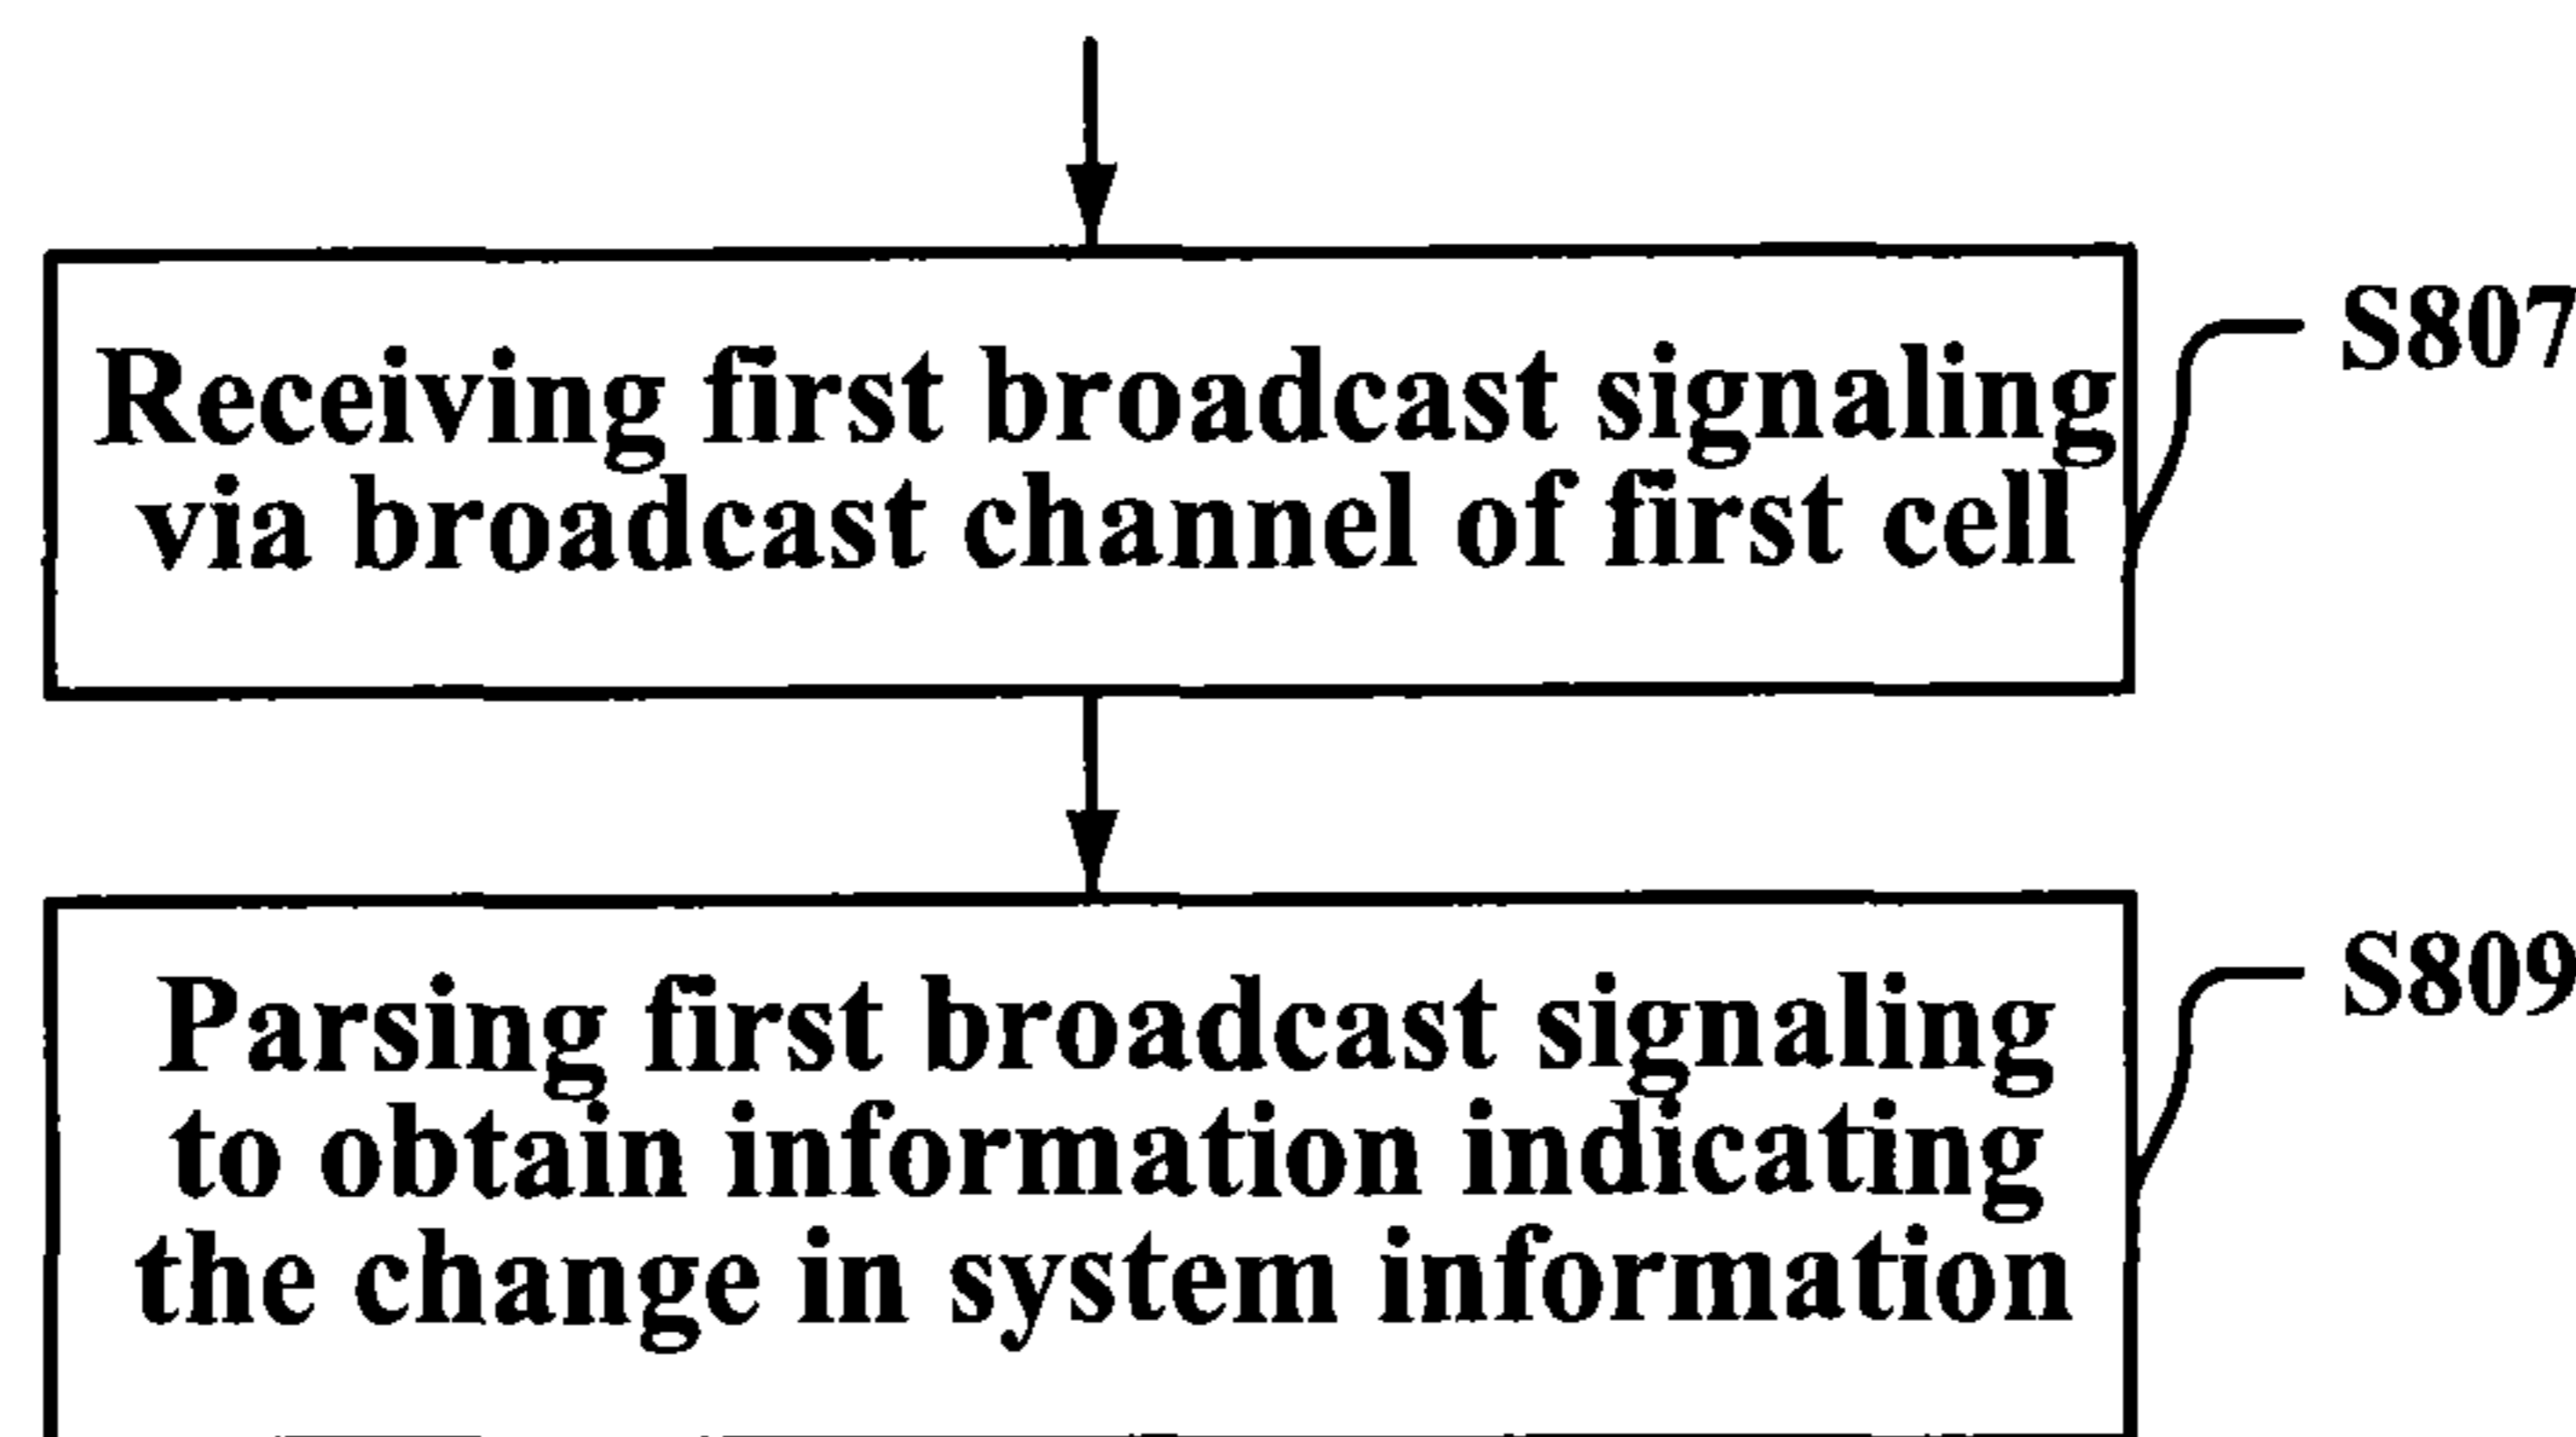 Receiving first broadcast signaling
via broadcast channel of first cell
S807
Parsing first broadcast signaling
to obtain information indicating
the change in system information
S809